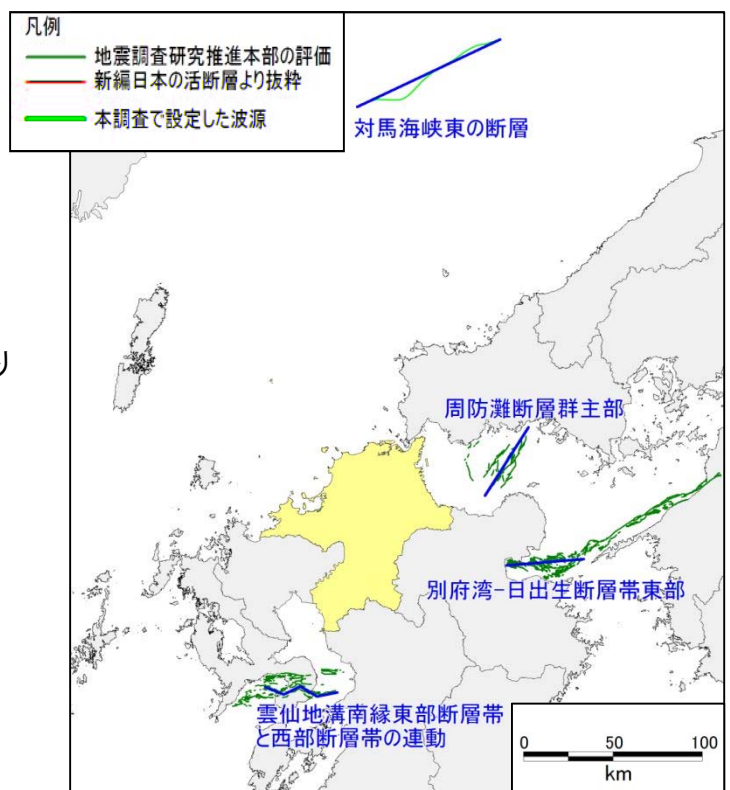 凡例
地震調査研究推進本部の評価
新編日本の活断層より抜粋
本調査で設定した波源
対馬海峡東の断層
り
周防灘断層群主部
別府湾-日出生断層帯東部
雲仙地溝南縁東部断層帯
と西部断層帯の連動
0 50 100
km